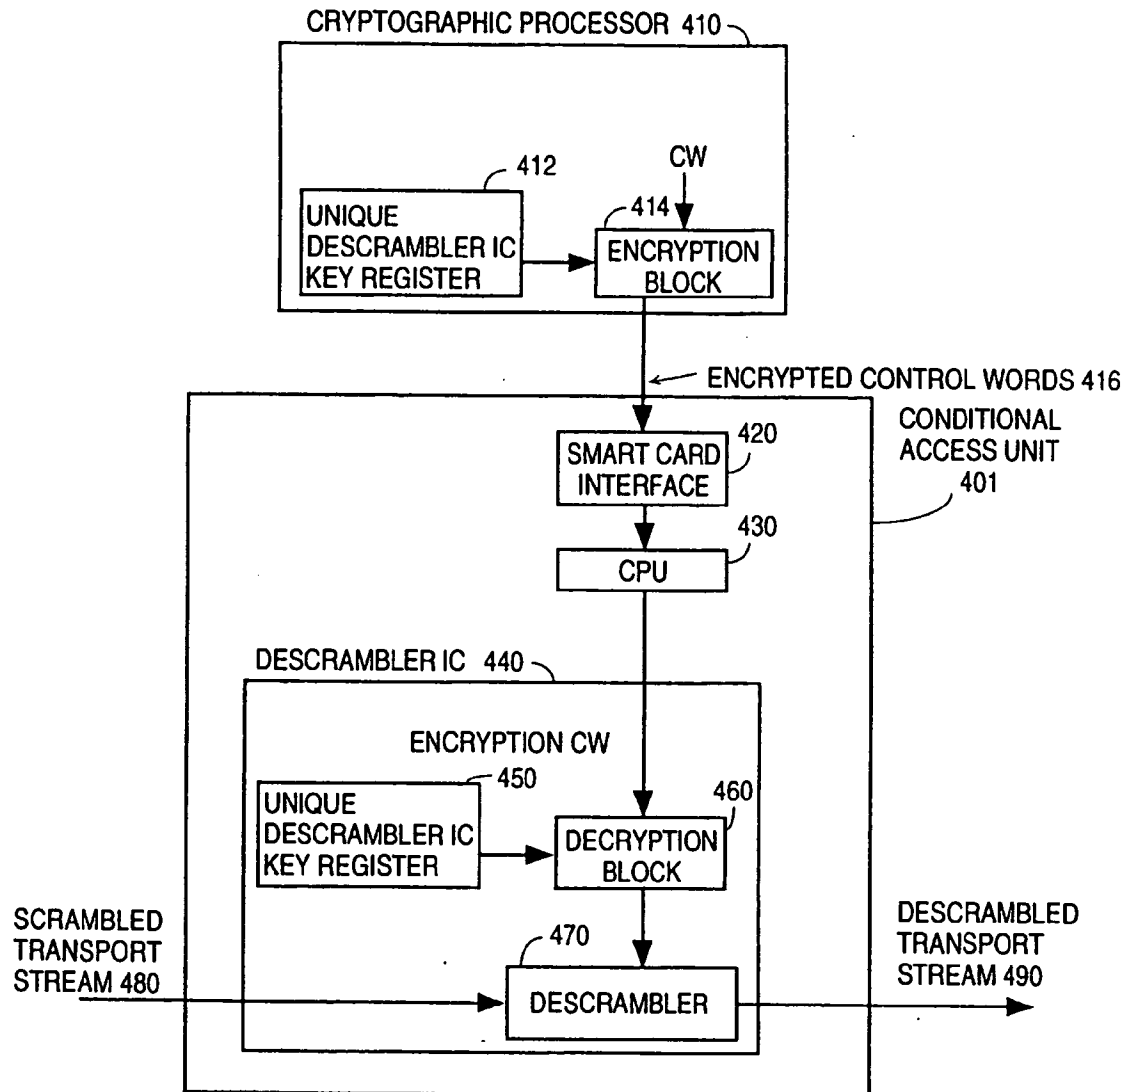 CRYPTOGRAPHIC PROCESSOR 410
412
CW
UNIQUE
DESCRAMBLER IC
KEY REGISTER
414
ENCRYPTION
BLOCK
ENCRYPTED CONTROL WORDS 416
CONDITIONAL
ACCESS UNIT
401
420
SMART CARD
INTERFACE
430
CPU
DESCRAMBLER IC 440
ENCRYPTION CW
450
UNIQUE
DESCRAMBLER IC
KEY REGISTER
460
DECRYPTION
BLOCK
SCRAMBLED
TRANSPORT
STREAM 480
470
DESCRAMBLER
DESCRAMBLED
TRANSPORT
STREAM 490